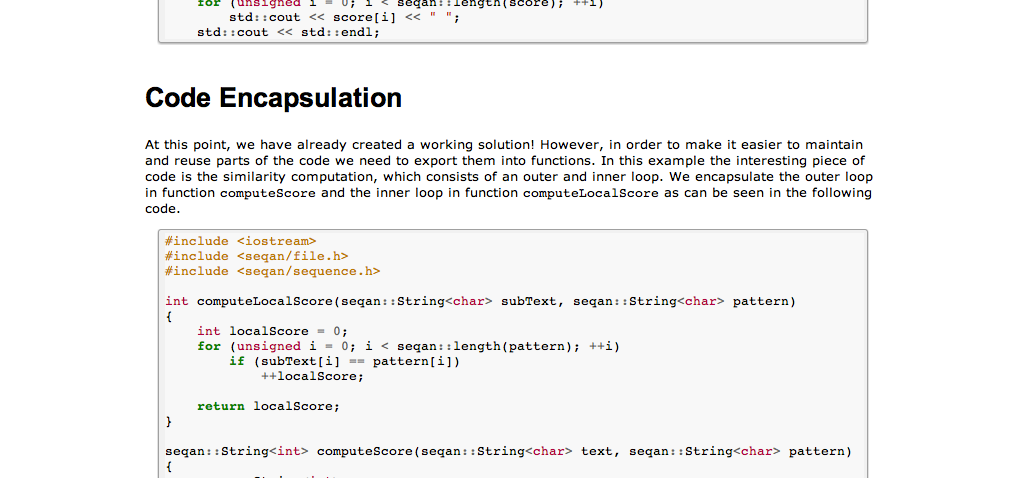 for (unsigned i = 0; i < seqan::length(score); ++i)
std::cout << score[i] << " ";
std::cout << std::endl;
Code Encapsulation
At this point, we have already created a working solution! However, in order to make it easier to maintain
and reuse parts of the code we need to export them into functions. In this example the interesting piece of
code is the similarity computation, which consists of an outer and inner loop. We encapsulate the outer loop
in function computeScore and the inner loop in function computeLocalScore as can be seen in the following
code.
#include <iostream>
#include <seqan/file.h>
#include <seqan/sequence.h>
int computeLocalScore(seqan::String<char> subText, seqan::String<char> pattern)
{
int localScore = 0;
for (unsigned i = 0; i < seqan::length(pattern); ++i)
if (subText[i] == pattern[i])
++localScore;
return localScore;
}
seqan::String<int> computeScore(seqan::String<char> text, seqan::String<char> pattern)
{